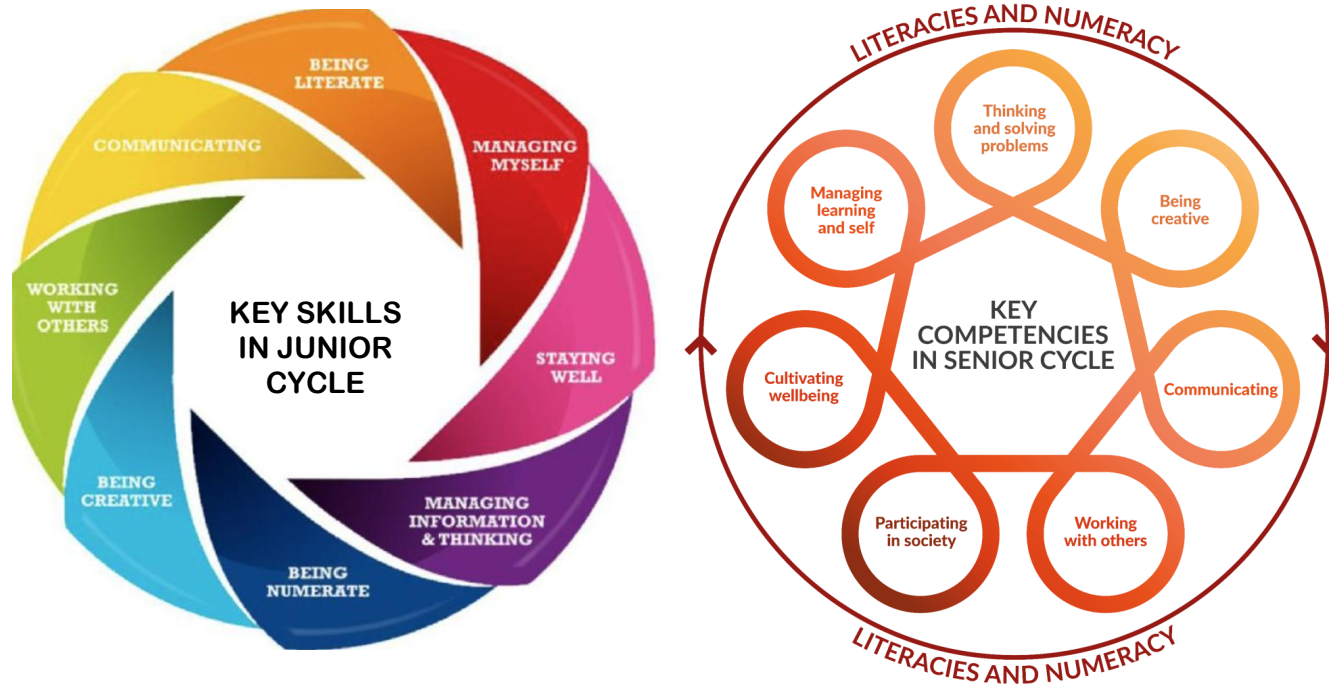 BEING
LITERATE
MANAGING
MYSELF
STAYING
WELL
MANAGING
INFORMATION
& THINKING
BEING
NUMERATE
BEING
CREATIVE
WORKING
WITH
OTHERS
COMMUNICATING
KEY SKILLS
IN JUNIOR
CYCLE
LITERACIES AND NUMERACY
Thinking
and solving
problems
Being
creative
Communicating
Working
with others
Participating
in society
Cultivating
wellbeing
Managing
learning
and self
KEY
COMPETENCIES
IN SENIOR CYCLE
LITERACIES AND NUMERACY